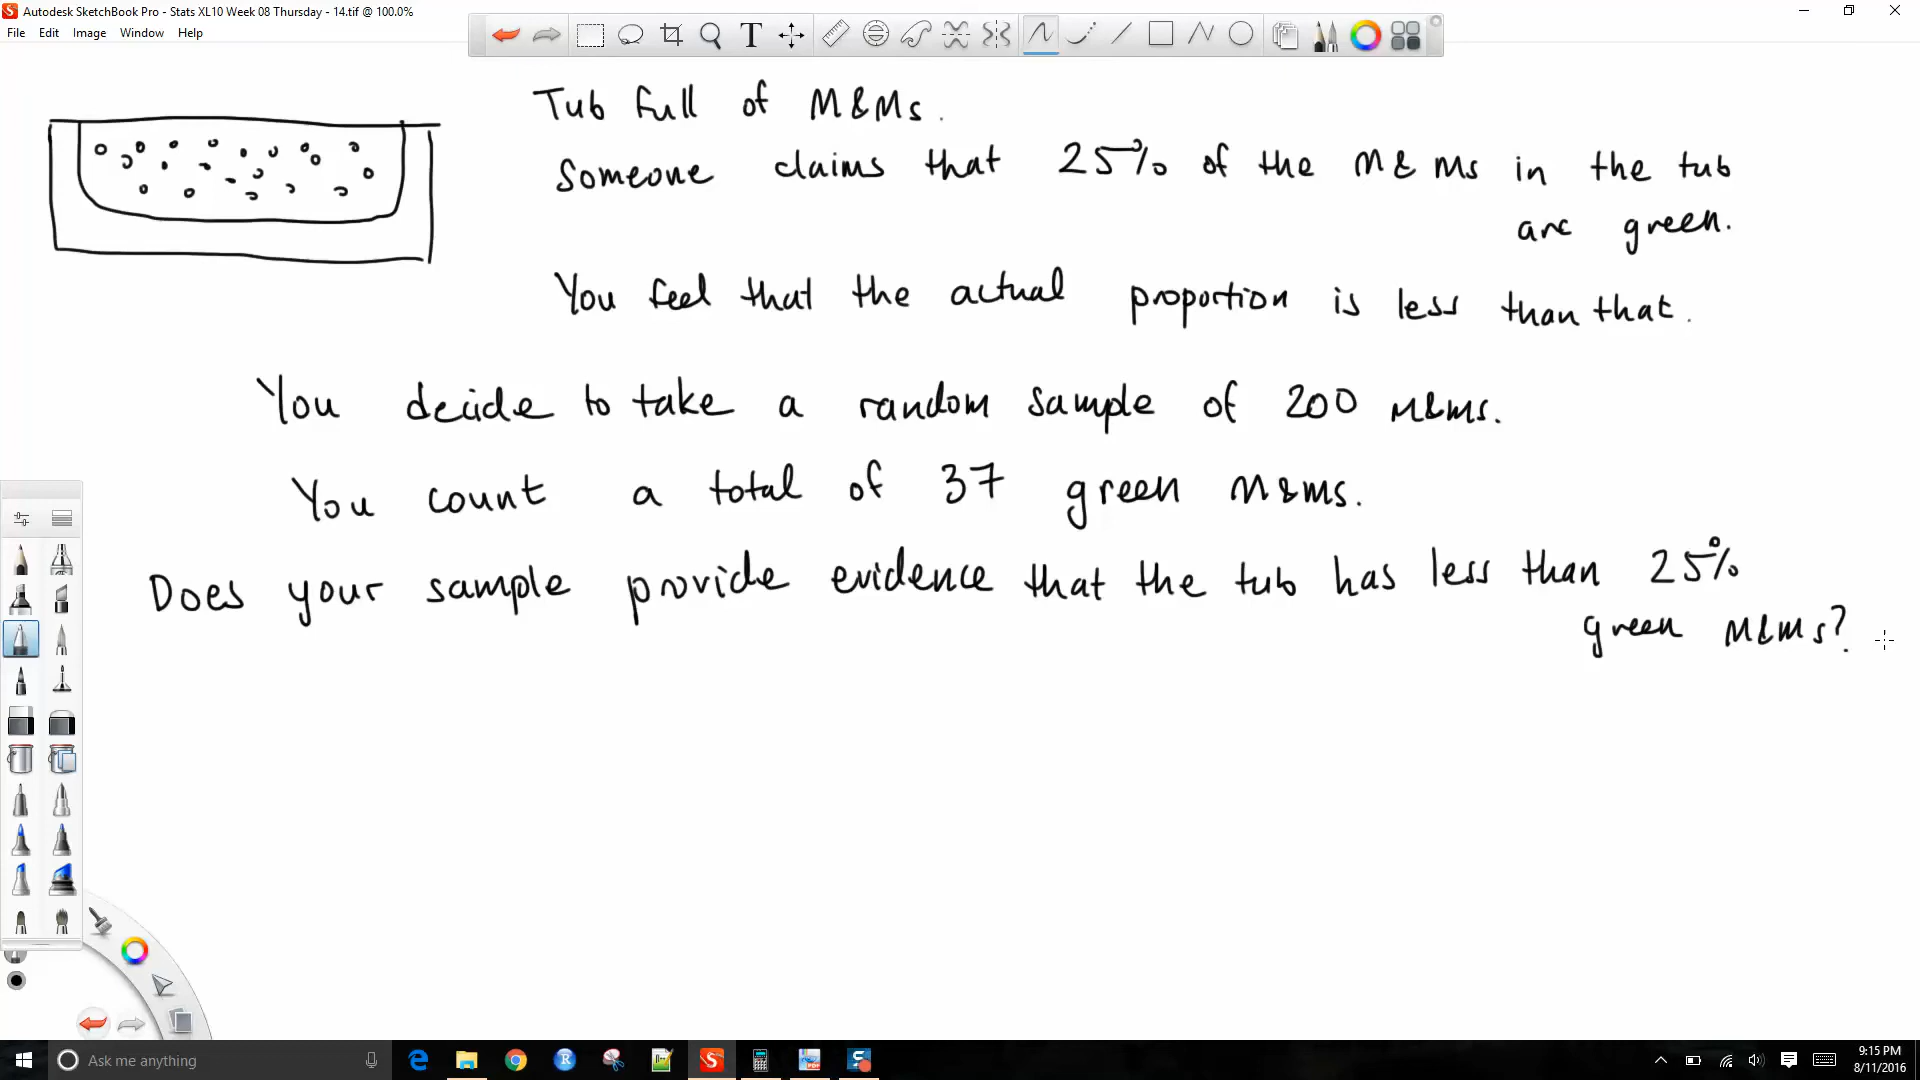 Autodesk SketchBook Pro - Stats XL10 Week 08 Thursday - 14.tif @ 100.0%
File Edit Image Window Help
T
Tub full of M&Ms.
Someone claims that 25% of the M&Ms in the tub
are green.
You feel that the actual proportion is less than that.
You decide to take a random sample of 200 M&Ms.
You count a total of 37 green M&Ms.
Does your sample provide evidence that the tub has less than 25%
green M&Ms?
Ask me anything
9:15 PM
8/11/2016